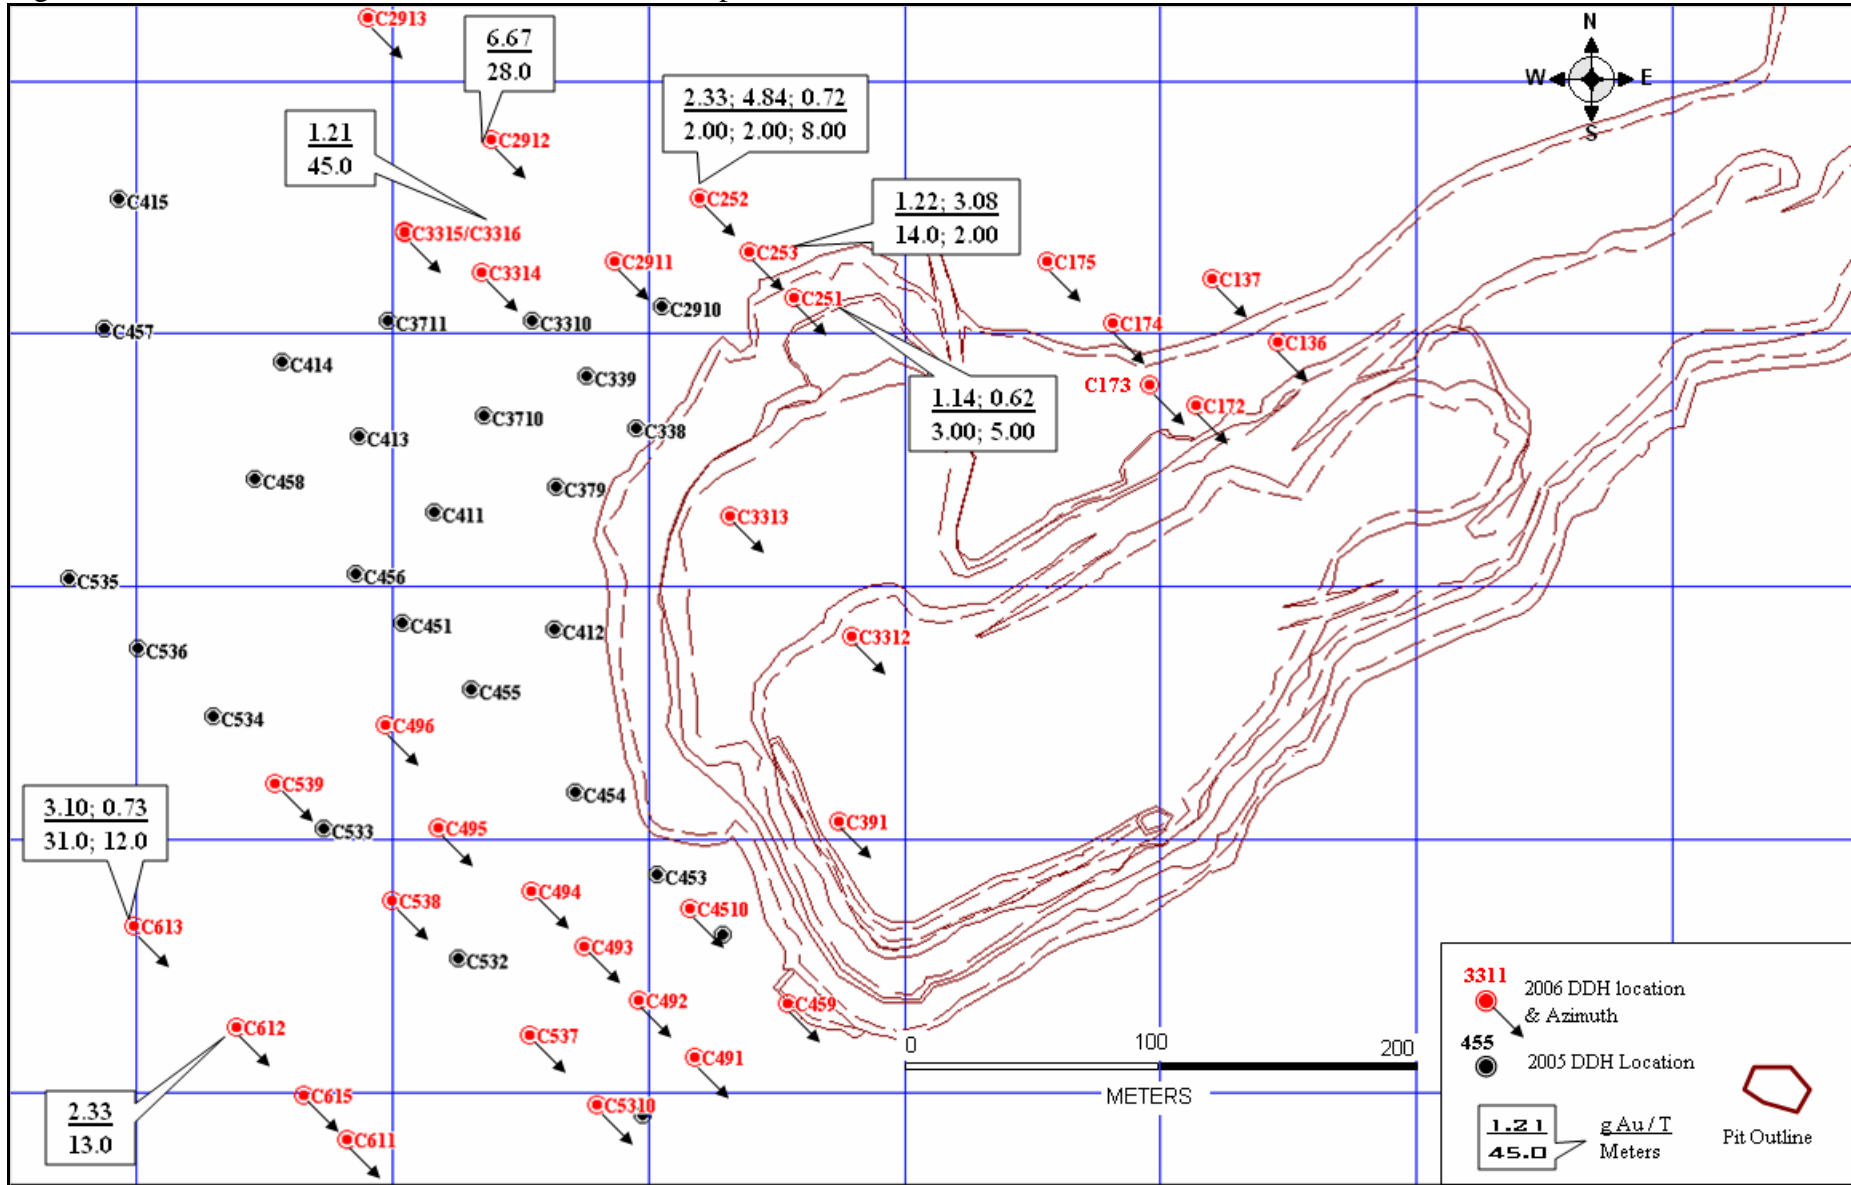 C2913
6.67
28.0
N
W E
S
2.33; 4.84; 0.72
2.00; 2.00; 8.00
1.21
45.0
C2912
C415
C252
1.22; 3.08
14.0; 2.00
C3315/C3316
C253
C3314
C2911
C175
C137
C251
C2910
C457
C3711
C3310
C174
C136
C414
C339
C173
1.14; 0.62
3.00; 5.00
C172
C3710
C338
C413
C458
C379
C411
C3313
C535
C456
C451
C412
C3312
C536
C455
C534
C496
C539
C454
3.10; 0.73
31.0; 12.0
C533
C495
C391
C453
C494
C538
C4510
C613
C493
C532
C492
C459
C612
C537
C491
0 100 200
METERS
C615
C5310
2.33
13.0
C611
3311
2006 DDH location
& Azimuth
455
2005 DDH Location
1.21
45.0
g Au / T
Meters
Pit Outline